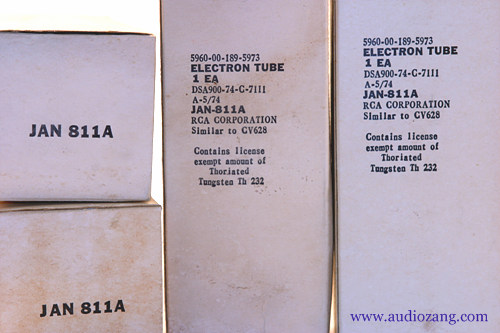 JAN 811A
JAN 811A
5960-00-189-5973
ELECTRON TUBE
1 EA
DSA900-74-C-7111
A-5/74
JAN-811A
RCA CORPORATION
Similar to CV628
Contains license
exempt amount of
Thoriated
Tungsten Th 232
5960-00-189-5973
ELECTRON TUBE
1 EA
DSA900-74-C-7111
A-5/74
JAN-811A
RCA CORPORATION
Similar to CV628
Contains license
exempt amount of
Thoriated
Tungsten Th 232
www.audiozang.com